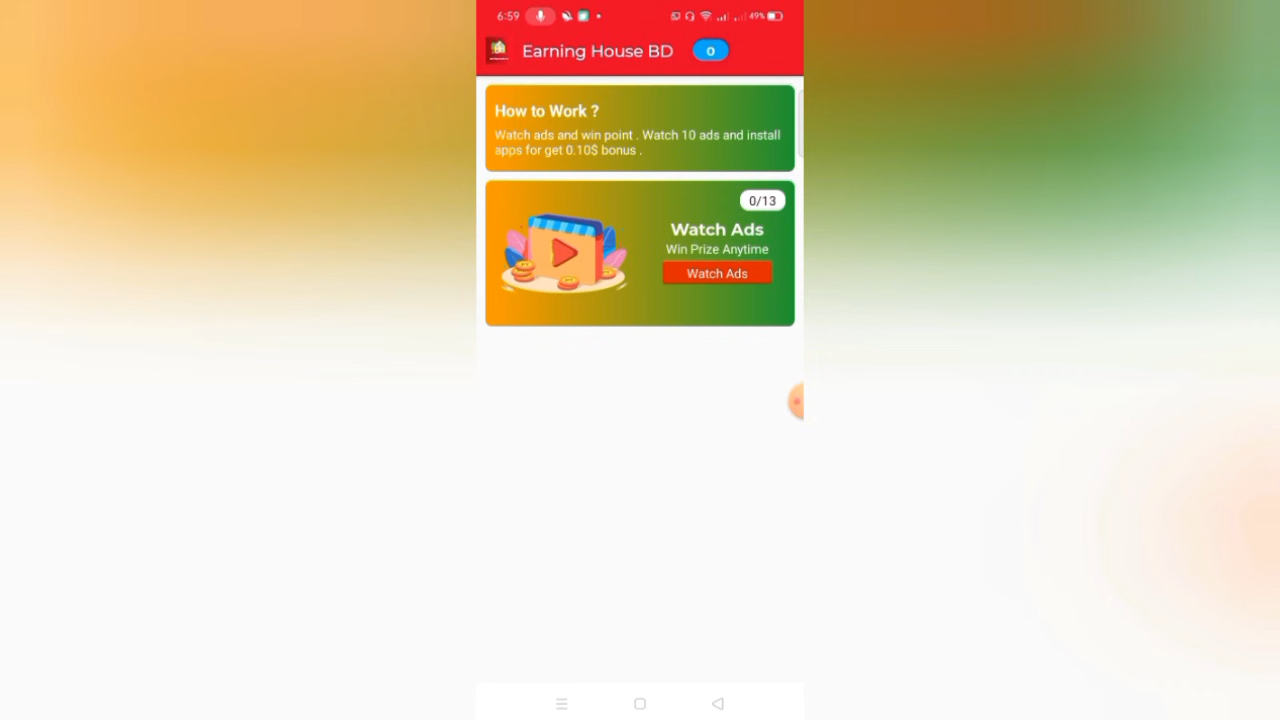 6:59
49%
Earning House BD
0
How to Work ?
Watch ads and win point . Watch 10 ads and install
apps for get 0.10$ bonus .
0/13
Watch Ads
Win Prize Anytime
Watch Ads